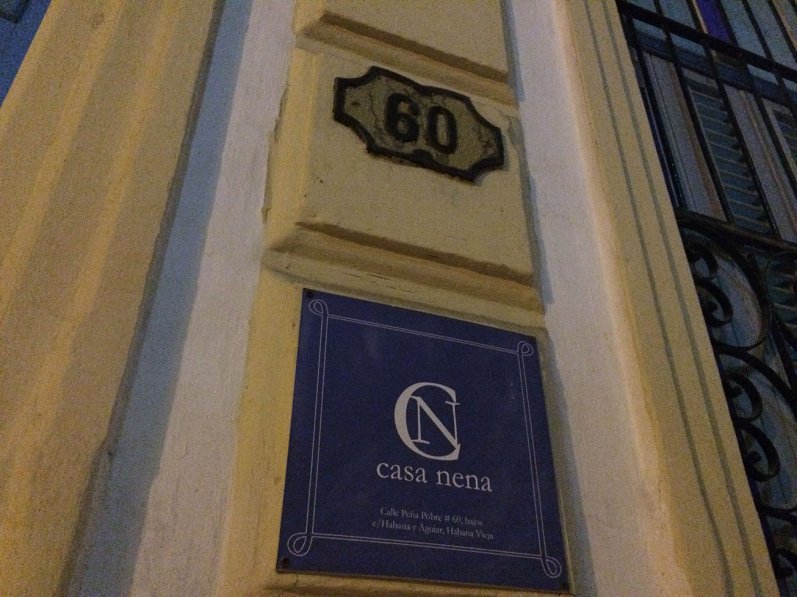 60
CN
casa nena
Calle Peña Pobre # 60, bajos
e/Habana y Aguiar, Habana Vieja